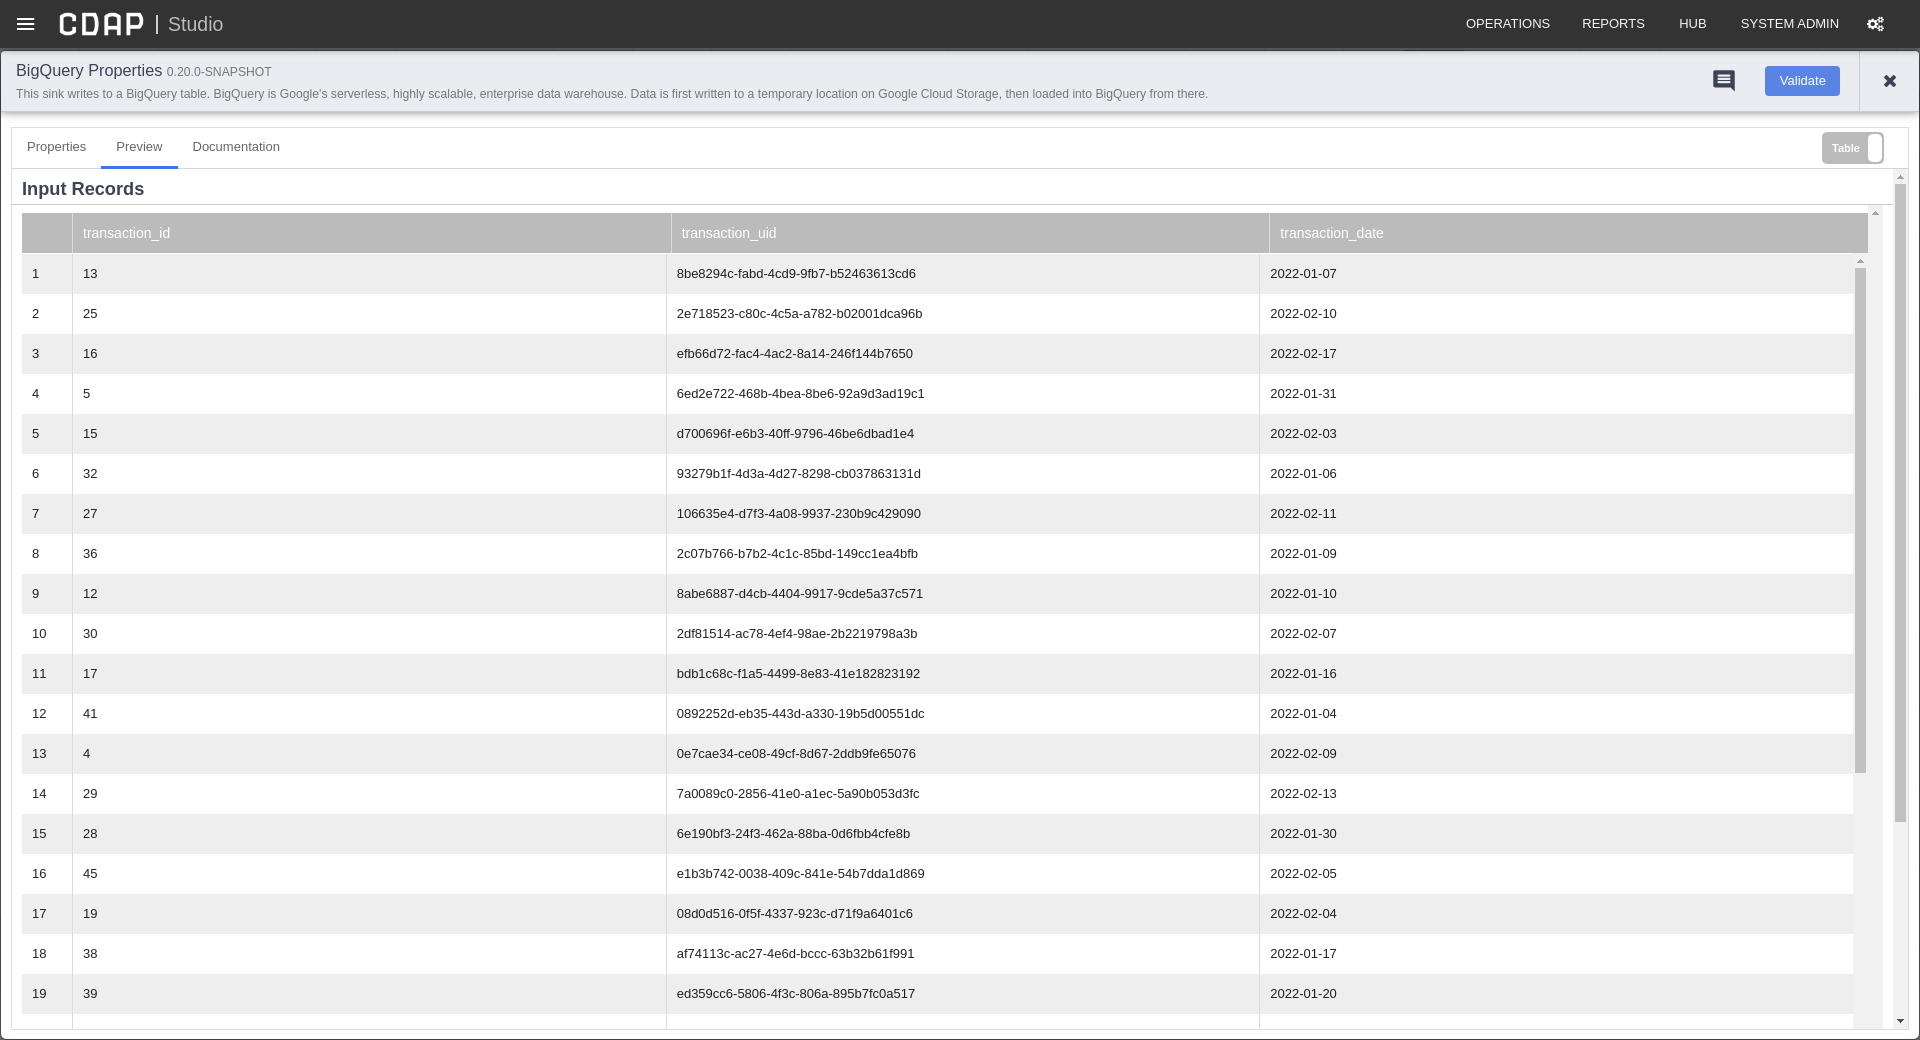 CDAP | Studio OPERATIONS REPORTS HUB SYSTEM ADMIN
BigQuery Properties 0.20.0-SNAPSHOT
This sink writes to a BigQuery table. BigQuery is Google's serverless, highly scalable, enterprise data warehouse. Data is first written to a temporary location on Google Cloud Storage, then loaded into BigQuery from there.
Validate
Properties Preview Documentation Table
Input Records
transaction_id transaction_uid transaction_date
1 13 8be8294c-fabd-4cd9-9fb7-b52463613cd6 2022-01-07
2 25 2e718523-c80c-4c5a-a782-b02001dca96b 2022-02-10
3 16 efb66d72-fac4-4ac2-8a14-246f144b7650 2022-02-17
4 5 6ed2e722-468b-4bea-8be6-92a9d3ad19c1 2022-01-31
5 15 d700696f-e6b3-40ff-9796-46be6dbad1e4 2022-02-03
6 32 93279b1f-4d3a-4d27-8298-cb037863131d 2022-01-06
7 27 106635e4-d7f3-4a08-9937-230b9c429090 2022-02-11
8 36 2c07b766-b7b2-4c1c-85bd-149cc1ea4bfb 2022-01-09
9 12 8abe6887-d4cb-4404-9917-9cde5a37c571 2022-01-10
10 30 2df81514-ac78-4ef4-98ae-2b2219798a3b 2022-02-07
11 17 bdb1c68c-f1a5-4499-8e83-41e182823192 2022-01-16
12 41 0892252d-eb35-443d-a330-19b5d00551dc 2022-01-04
13 4 0e7cae34-ce08-49cf-8d67-2ddb9fe65076 2022-02-09
14 29 7a0089c0-2856-41e0-a1ec-5a90b053d3fc 2022-02-13
15 28 6e190bf3-24f3-462a-88ba-0d6fbb4cfe8b 2022-01-30
16 45 e1b3b742-0038-409c-841e-54b7dda1d869 2022-02-05
17 19 08d0d516-0f5f-4337-923c-d71f9a6401c6 2022-02-04
18 38 af74113c-ac27-4e6d-bccc-63b32b61f991 2022-01-17
19 39 ed359cc6-5806-4f3c-806a-895b7fc0a517 2022-01-20